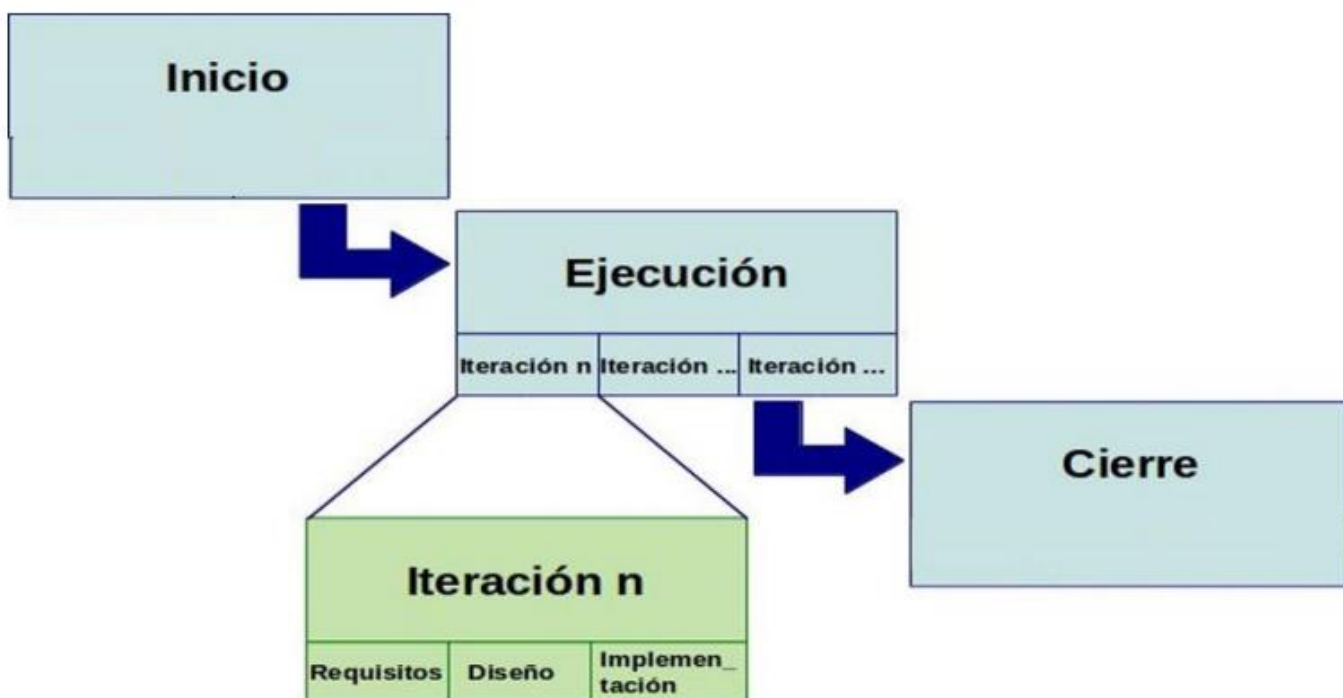 Inicio
Ejecución
Iteración n
Iteración ...
Iteración ...
Cierre
Iteración n
Requisitos
Diseño
Implemen_
tación